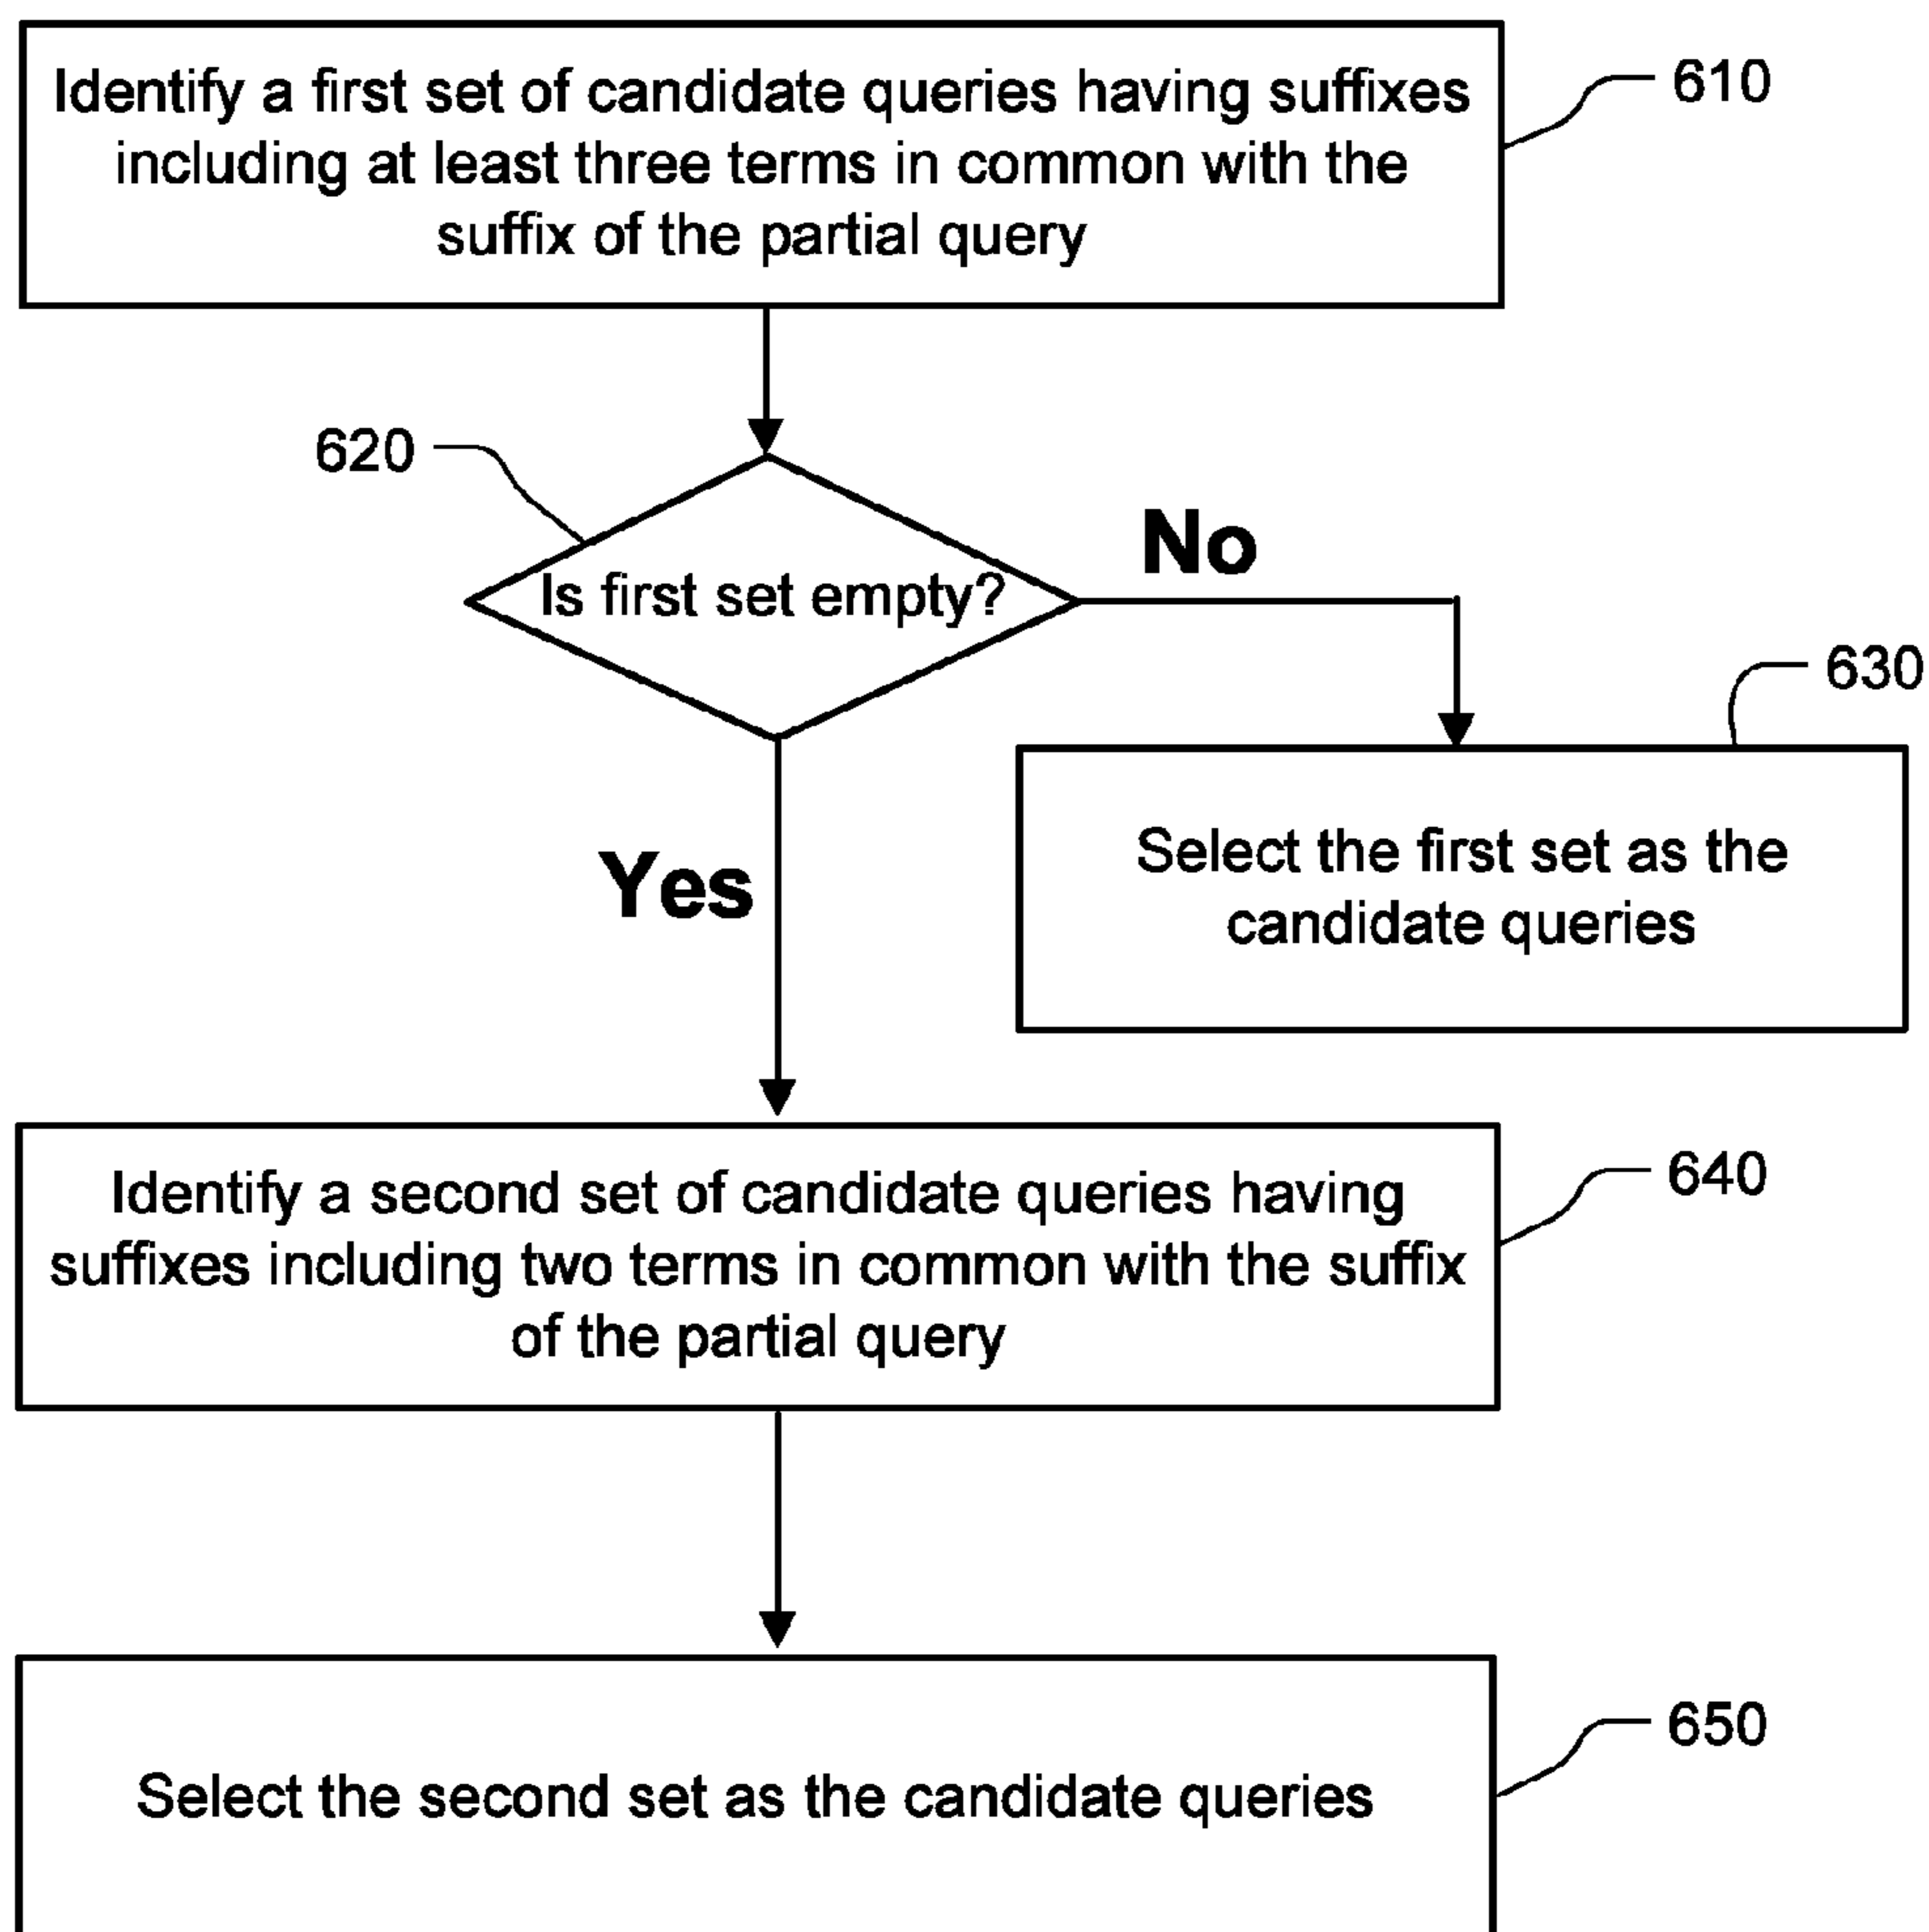 Identify a first set of candidate queries having suffixes
including at least three terms in common with the
suffix of the partial query
610
620
Is first set empty?
No
630
Select the first set as the
candidate queries
Yes
Identify a second set of candidate queries having
suffixes including two terms in common with the suffix
of the partial query
640
Select the second set as the candidate queries
650